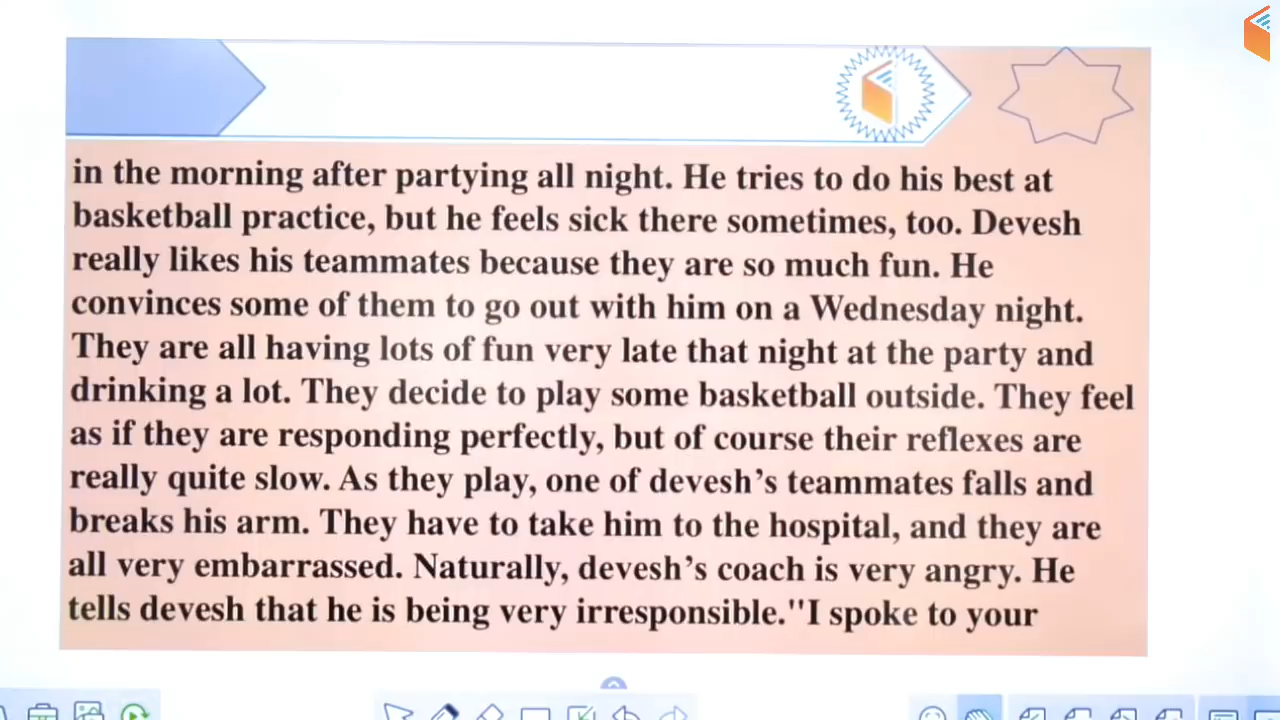 in the morning after partying all night. He tries to do his best at
basketball practice, but he feels sick there sometimes, too. Devesh
really likes his teammates because they are so much fun. He
convinces some of them to go out with him on a Wednesday night.
They are all having lots of fun very late that night at the party and
drinking a lot. They decide to play some basketball outside. They feel
as if they are responding perfectly, but of course their reflexes are
really quite slow. As they play, one of devesh’s teammates falls and
breaks his arm. They have to take him to the hospital, and they are
all very embarrassed. Naturally, devesh’s coach is very angry. He
tells devesh that he is being very irresponsible."I spoke to your